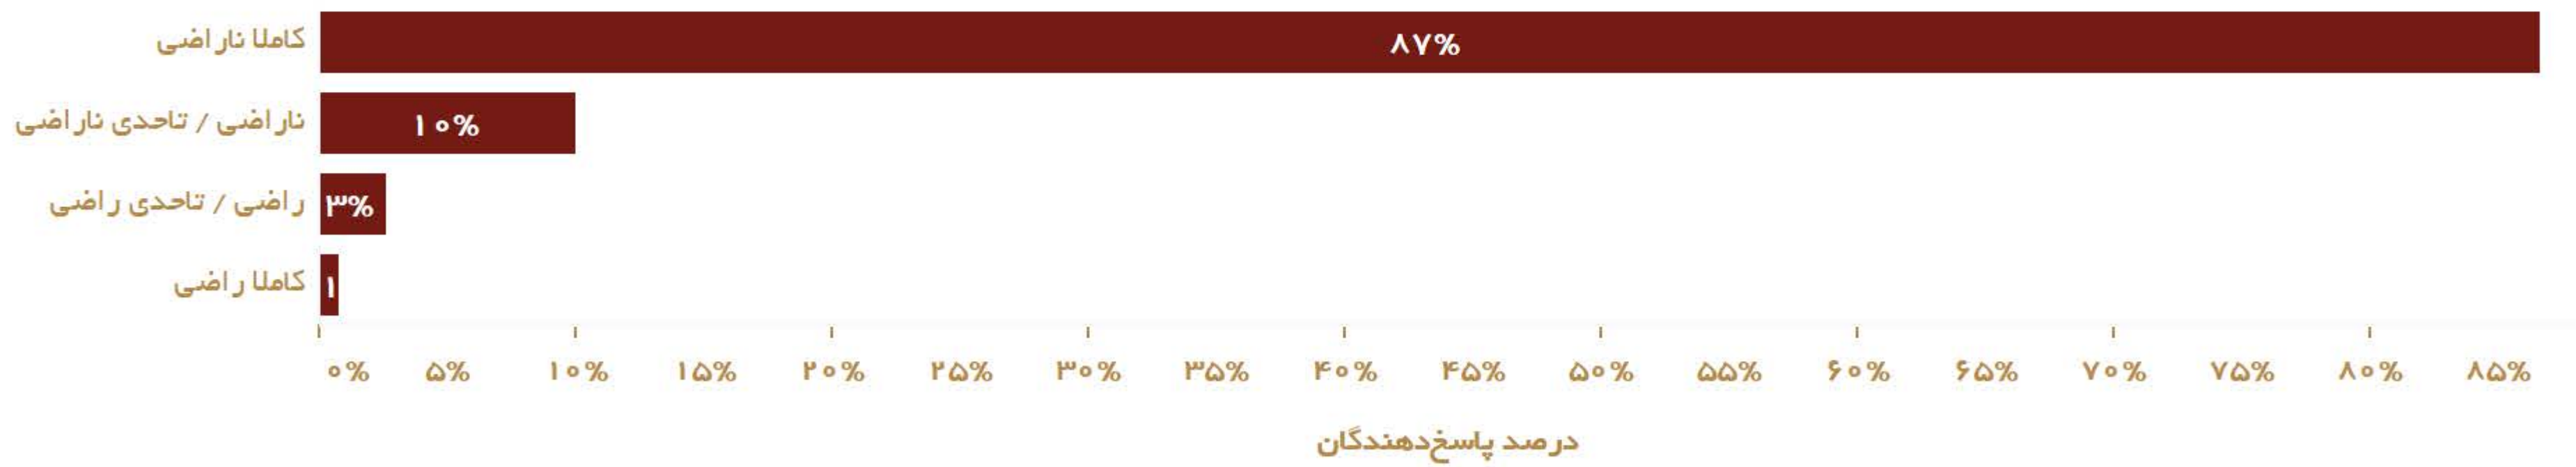 کاملا ناراضی ۸۷%
ناراضی / تاحدی ناراضی ۱۰%
راضی / تاحدی راضی ۳%
کاملا راضی ۱
۰% ۵% ۱۰% ۱۵% ۲۰% ۲۵% ۳۰% ۳۵% ۴۰% ۴۵% ۵۰% ۵۵% ۶۰% ۶۵% ۷۰% ۷۵% ۸۰% ۸۵%
درصد پاسخ‌دهندگان